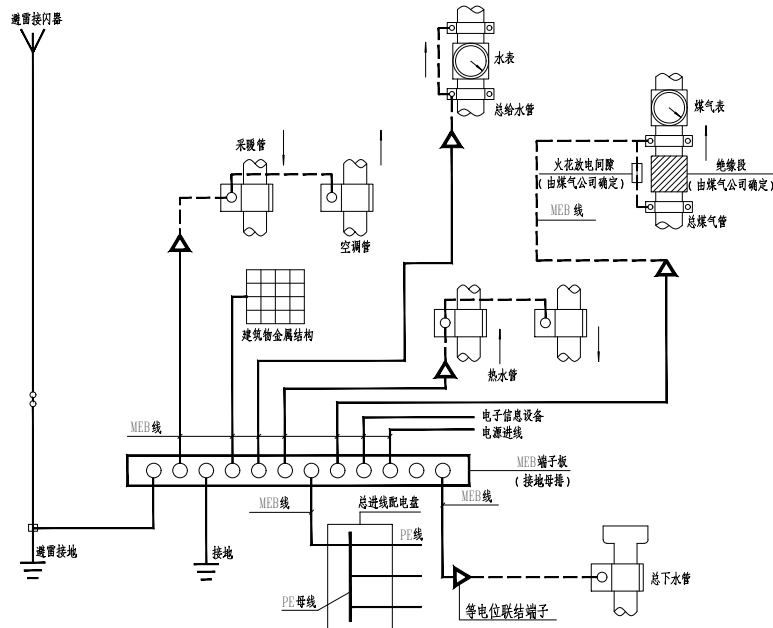 避雷接闪器
水表
总给水管
煤气表
采暖管
火花放电间隙
(由煤气公司确定)
绝缘段
(由煤气公司确定)
MEB 线
总煤气管
空调管
建筑物金属结构
热水管
电子信息设备
电源进线
MEB线
MEB端子板
(接地母排)
MEB线
总进线配电盘
MEB线
PE线
避雷接地
接地
PE母线
等电位联结端子
总下水管